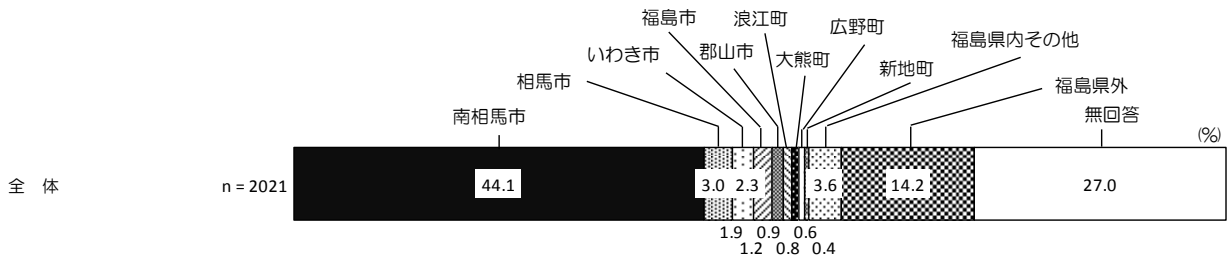 福島市 浪江町 広野町 福島県内その他
いわき市 郡山市 大熊町 新地町
相馬市 福島県外
南相馬市 無回答 (%)
全 体 n = 2021 44.1 3.0 2.3 3.6 14.2 27.0
1.9 0.9 0.6
1.2 0.8 0.4